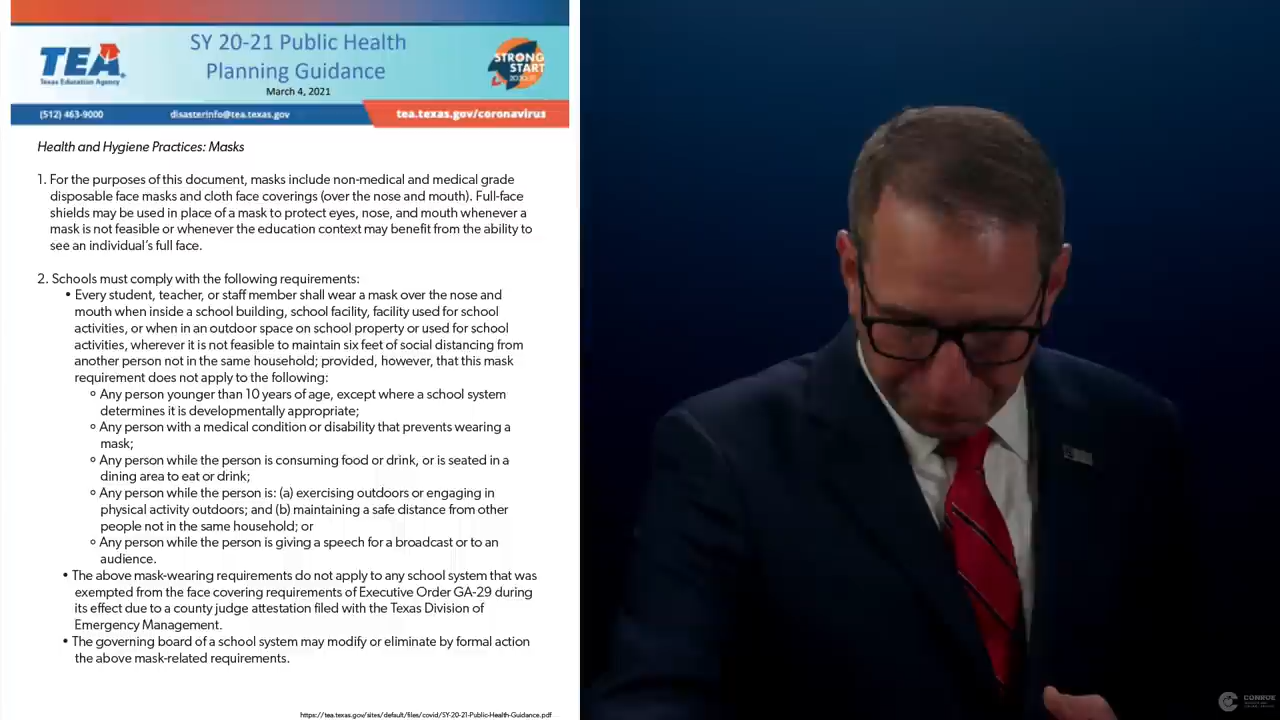 TEA
Texas Education Agency
SY 20-21 Public Health
Planning Guidance
March 4, 2021
STRONG
START
(512) 463-9000
disasterinfo@tea.texas.gov
tea.texas.gov/coronavirus
Health and Hygiene Practices: Masks
1. For the purposes of this document, masks include non-medical and medical grade
disposable face masks and cloth face coverings (over the nose and mouth). Full-face
shields may be used in place of a mask to protect eyes, nose, and mouth whenever a
mask is not feasible or whenever the education context may benefit from the ability to
see an individual's full face.
2. Schools must comply with the following requirements:
• Every student, teacher, or staff member shall wear a mask over the nose and
mouth when inside a school building, school facility, facility used for school
activities, or when in an outdoor space on school property or used for school
activities, wherever it is not feasible to maintain six feet of social distancing from
another person not in the same household; provided, however, that this mask
requirement does not apply to the following:
° Any person younger than 10 years of age, except where a school system
determines it is developmentally appropriate;
° Any person with a medical condition or disability that prevents wearing a
mask;
° Any person while the person is consuming food or drink, or is seated in a
dining area to eat or drink;
° Any person while the person is: (a) exercising outdoors or engaging in
physical activity outdoors; and (b) maintaining a safe distance from other
people not in the same household; or
° Any person while the person is giving a speech for a broadcast or to an
audience.
• The above mask-wearing requirements do not apply to any school system that was
exempted from the face covering requirements of Executive Order GA-29 during
its effect due to a county judge attestation filed with the Texas Division of
Emergency Management.
• The governing board of a school system may modify or eliminate by formal action
the above mask-related requirements.
https://tea.texas.gov/sites/default/files/covid/SY-20-21-Public-Health-Guidance.pdf
CONROE